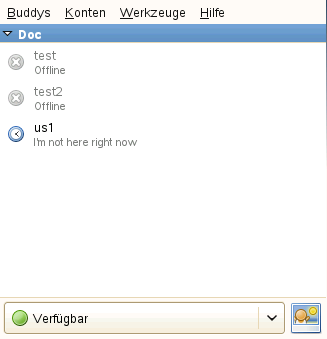 Buddys Konten Werkzeuge Hilfe
Doc
test
Offline
test2
Offline
us1
I'm not here right now
Verfügbar